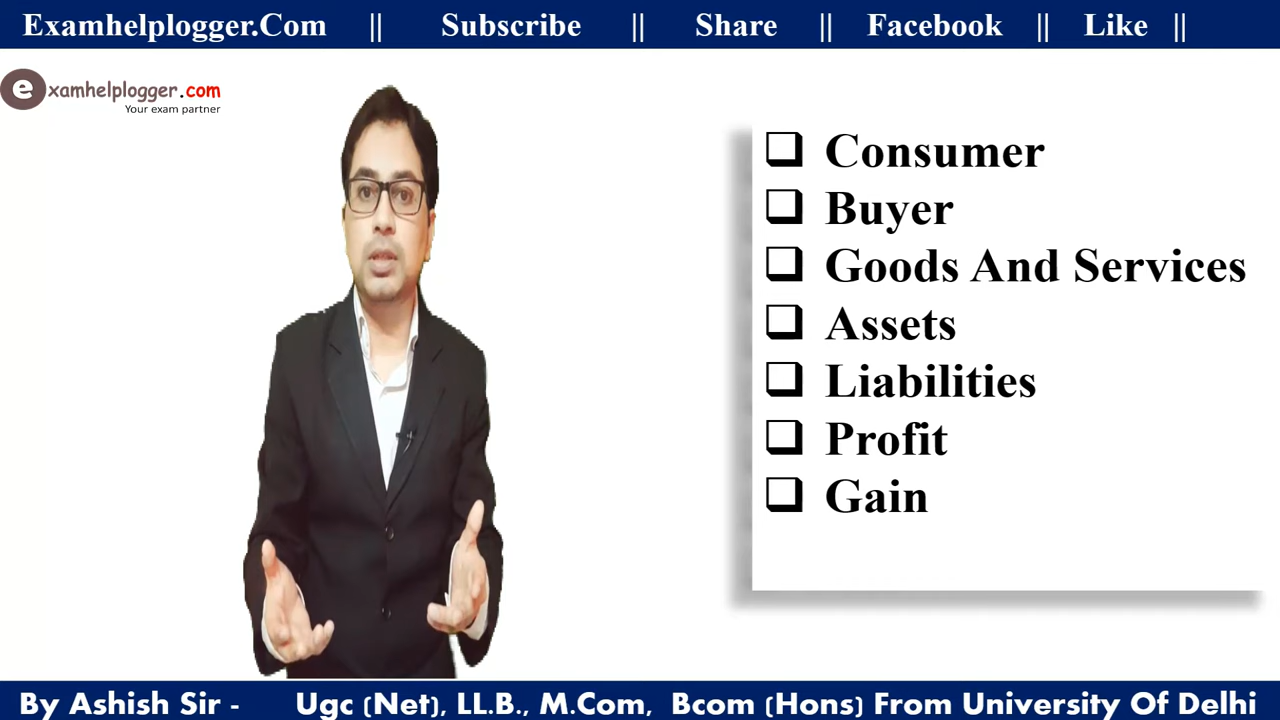 Examhelplogger.Com || Subscribe || Share || Facebook || Like ||
examhelplogger.com
Your exam partner
Consumer
Buyer
Goods And Services
Assets
Liabilities
Profit
Gain
By Ashish Sir - Ugc (Net), LL.B., M.Com, Bcom (Hons) From University Of Delhi